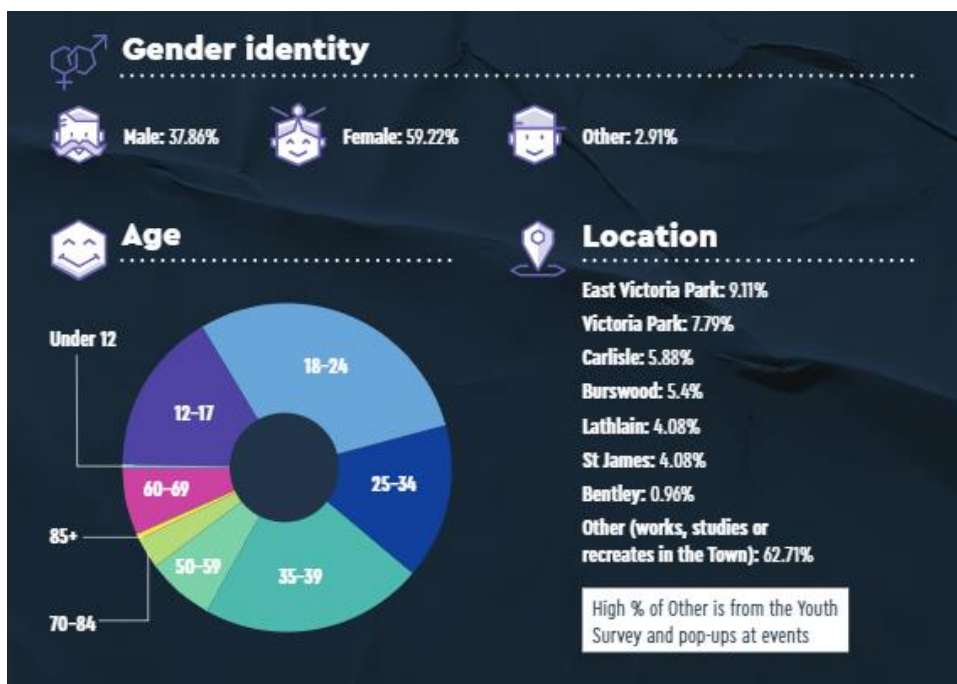 Gender identity
Male: 37.86%
Female: 59.22%
Other: 2.91%
Age
Under 12
18-24
12-17
25-34
60-69
85+
50-59
35-39
70-84
Location
East Victoria Park: 9.11%
Victoria Park: 7.79%
Carlisle: 5.88%
Burswood: 5.4%
Lathlain: 4.08%
St James: 4.08%
Bentley: 0.96%
Other (works, studies or
recreates in the Town): 62.71%
High % of Other is from the Youth
Survey and pop-ups at events